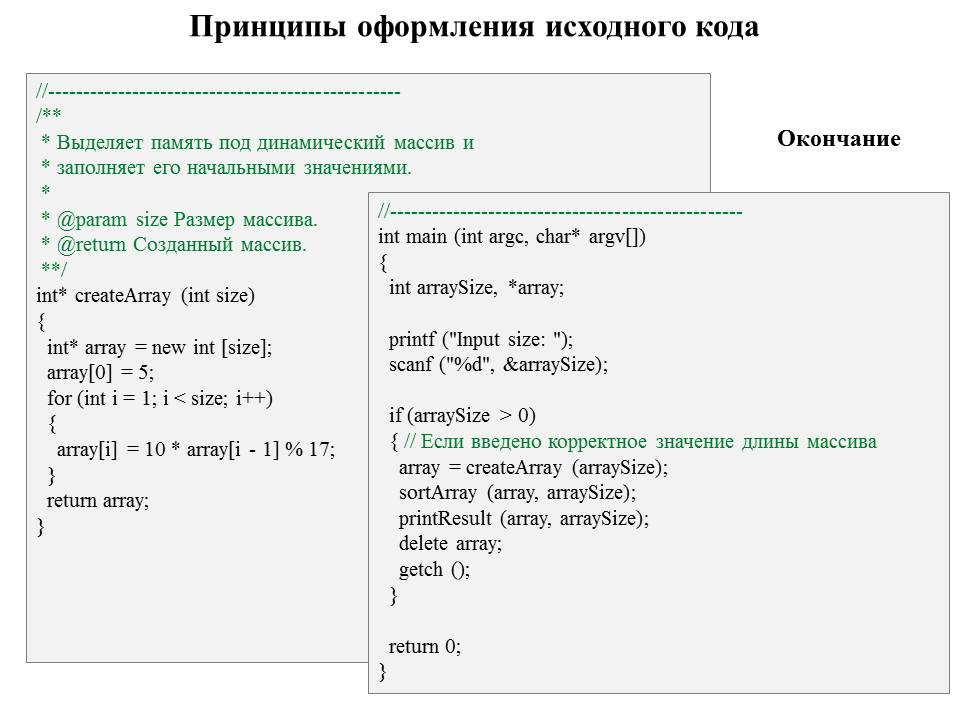 Принципы оформления исходного кода
//--------------------------------------------------
/**
* Выделяет память под динамический массив и
* заполняет его начальными значениями.
*
* @param size Размер массива.
* @return Созданный массив.
**/
int* createArray (int size)
{
int* array = new int [size];
array[0] = 5;
for (int i = 1; i < size; i++)
{
array[i] = 10 * array[i - 1] % 17;
}
return array;
}
Окончание
//--------------------------------------------------
int main (int argc, char* argv[])
{
int arraySize, *array;
printf ("Input size: ");
scanf ("%d", &arraySize);
if (arraySize > 0)
{ // Если введено корректное значение длины массива
array = createArray (arraySize);
sortArray (array, arraySize);
printResult (array, arraySize);
delete array;
getch ();
}
return 0;
}